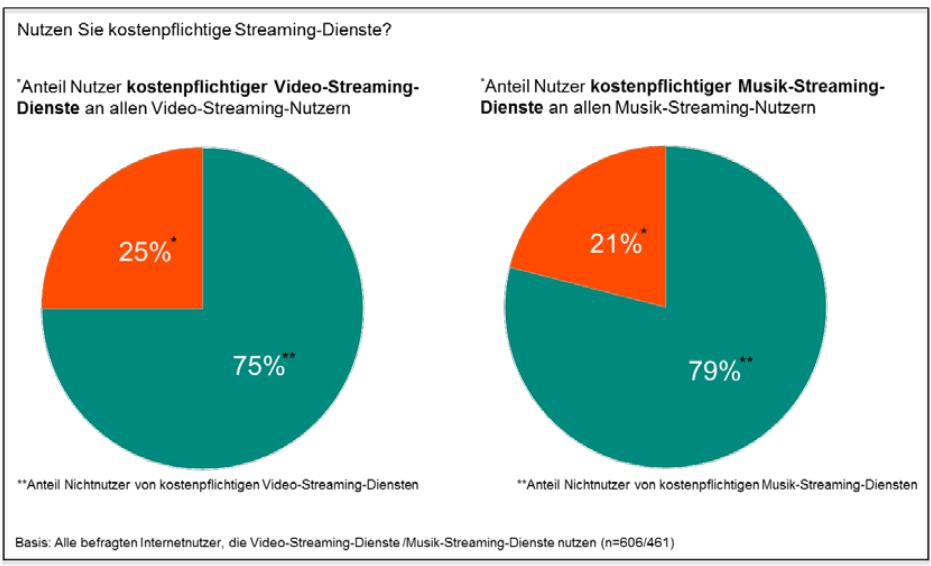 Nutzen Sie kostenpflichtige Streaming-Dienste?
*Anteil Nutzer kostenpflichtiger Video-Streaming-
Dienste an allen Video-Streaming-Nutzern
*Anteil Nutzer kostenpflichtiger Musik-Streaming-
Dienste an allen Musik-Streaming-Nutzern
25%*
75%**
21%*
79%**
**Anteil Nichtnutzer von kostenpflichtigen Video-Streaming-Diensten
**Anteil Nichtnutzer von kostenpflichtigen Musik-Streaming-Diensten
Basis: Alle befragten Internetnutzer, die Video-Streaming-Dienste/Musik-Streaming-Dienste nutzen (n=606/461)